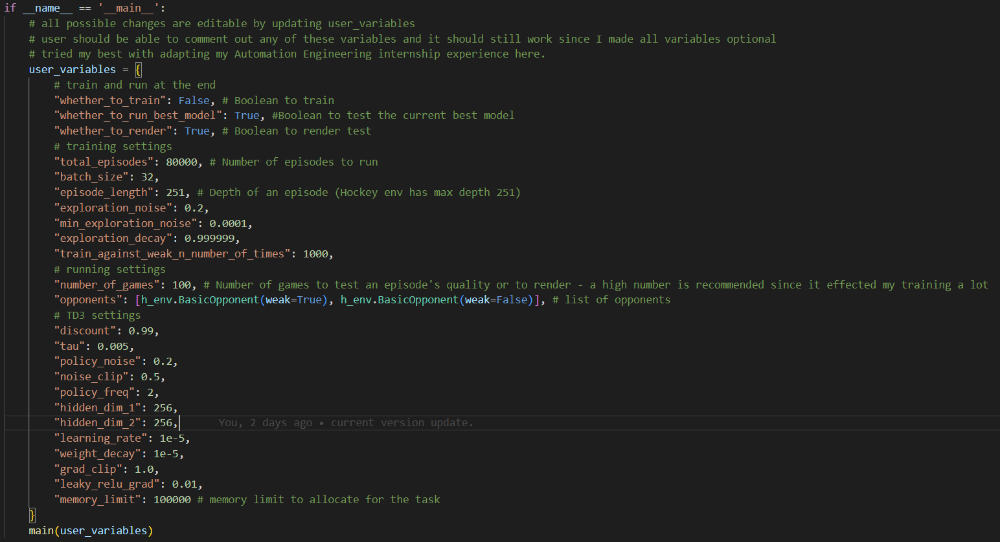 if __name__ == '__main__':
    # all possible changes are editable by updating user_variables
    # user should be able to comment out any of these variables and it should still work since I made all variables optional
    # tried my best with adapting my Automation Engineering internship experience here.
    user_variables = {
        # train and run at the end
        "whether_to_train": False, # Boolean to train
        "whether_to_run_best_model": True, #Boolean to test the current best model
        "whether_to_render": True, # Boolean to render test
        # training settings
        "total_episodes": 80000, # Number of episodes to run
        "batch_size": 32,
        "episode_length": 251, # Depth of an episode (Hockey env has max depth 251)
        "exploration_noise": 0.2,
        "min_exploration_noise": 0.0001,
        "exploration_decay": 0.999999,
        "train_against_weak_n_number_of_times": 1000,
        # running settings
        "number_of_games": 100, # Number of games to test an episode's quality or to render - a high number is recommended since it effected my training a lot
        "opponents": [h_env.BasicOpponent(weak=True), h_env.BasicOpponent(weak=False)], # list of opponents
        # TD3 settings
        "discount": 0.99,
        "tau": 0.005,
        "policy_noise": 0.2,
        "noise_clip": 0.5,
        "policy_freq": 2,
        "hidden_dim_1": 256,
        "hidden_dim_2": 256,      You, 2 days ago • current version update.
        "learning_rate": 1e-5,
        "weight_decay": 1e-5,
        "grad_clip": 1.0,
        "leaky_relu_grad": 0.01,
        "memory_limit": 100000 # memory limit to allocate for the task
    }
    main(user_variables)